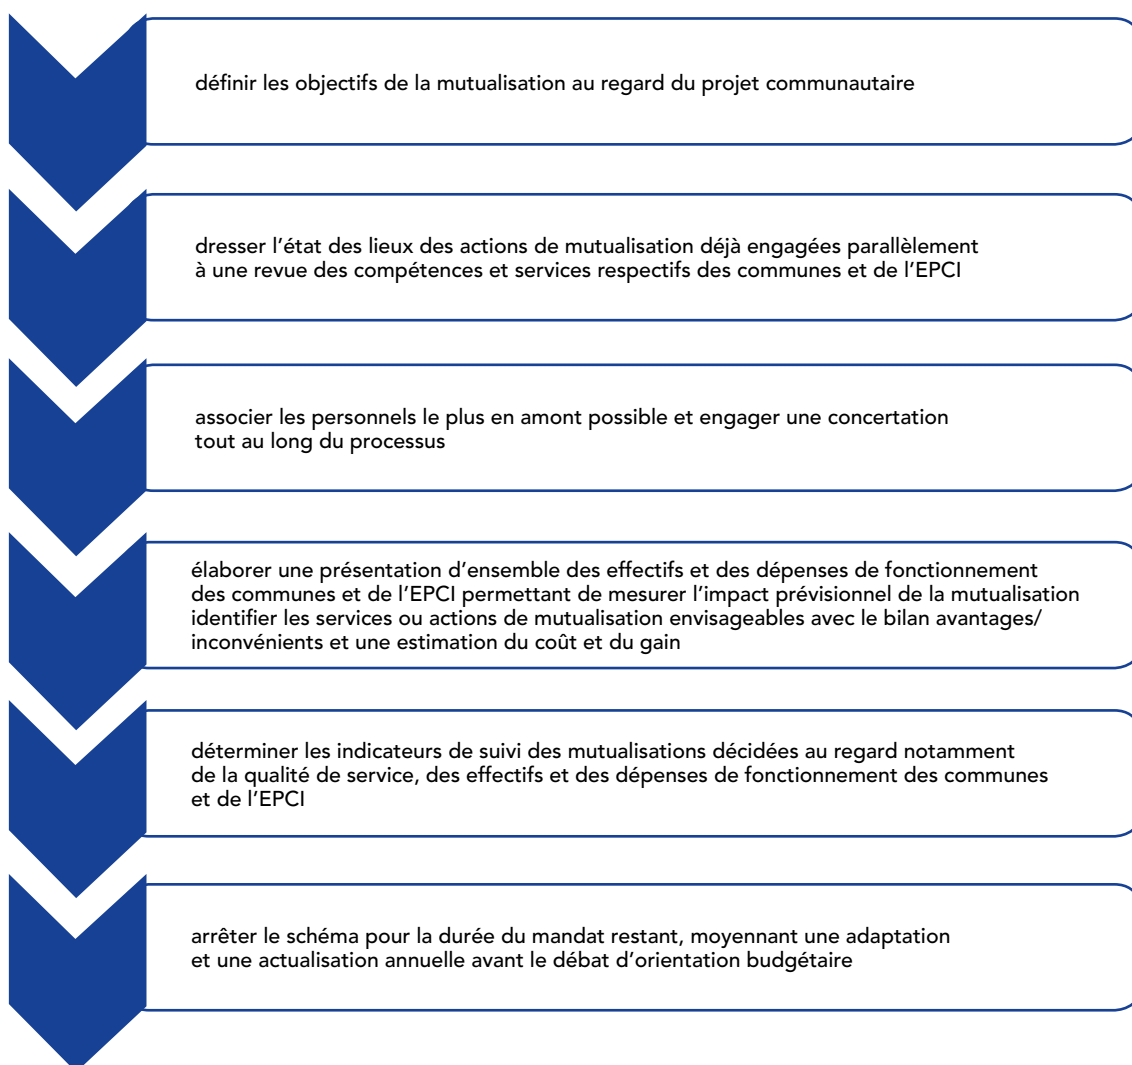 définir les objectifs de la mutualisation au regard du projet communautaire
dresser l’état des lieux des actions de mutualisation déjà engagées parallèlement
à une revue des compétences et services respectifs des communes et de l’EPCI
associer les personnels le plus en amont possible et engager une concertation
tout au long du processus
élaborer une présentation d’ensemble des effectifs et des dépenses de fonctionnement
des communes et de l’EPCI permettant de mesurer l’impact prévisionnel de la mutualisation
identifier les services ou actions de mutualisation envisageables avec le bilan avantages/
inconvénients et une estimation du coût et du gain
déterminer les indicateurs de suivi des mutualisations décidées au regard notamment
de la qualité de service, des effectifs et des dépenses de fonctionnement des communes
et de l’EPCI
arrêter le schéma pour la durée du mandat restant, moyennant une adaptation
et une actualisation annuelle avant le débat d’orientation budgétaire